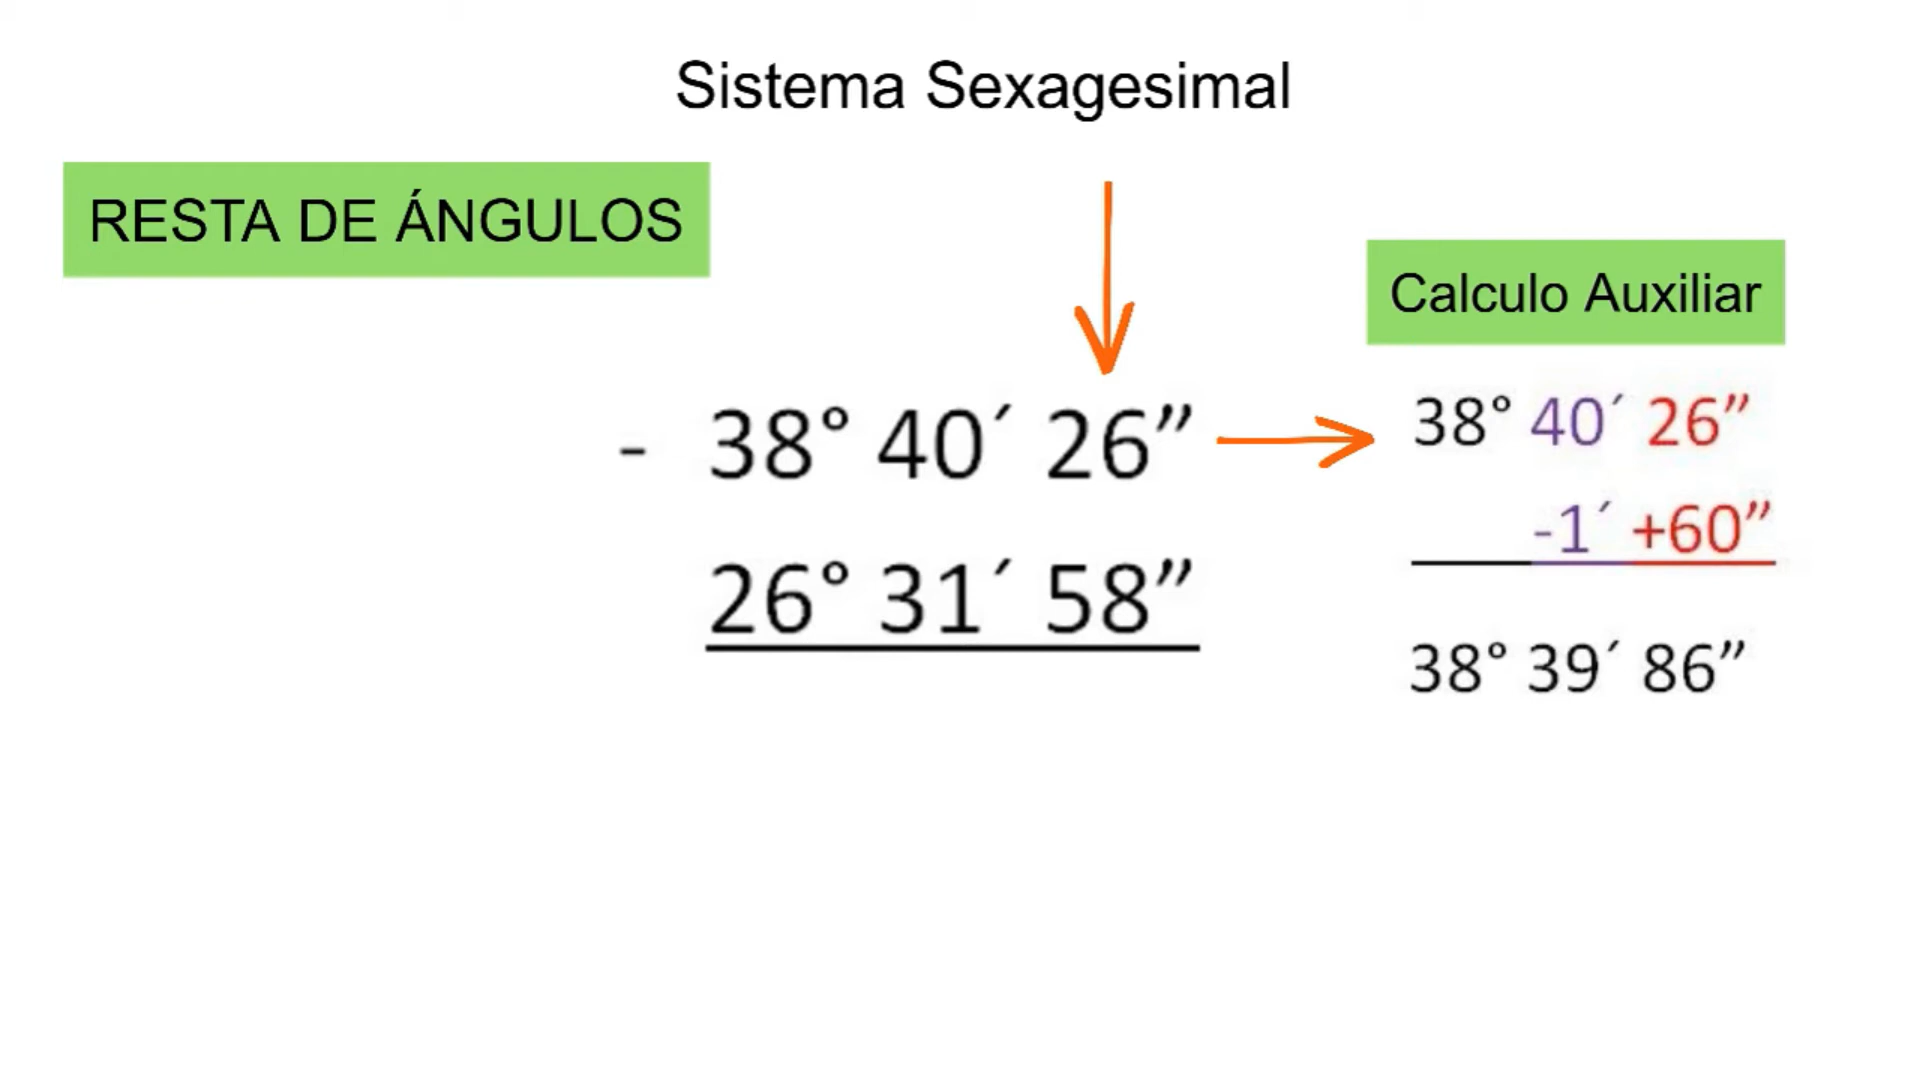 Sistema Sexagesimal
RESTA DE ÁNGULOS
- 38° 40´ 26”
26° 31´ 58”
Calculo Auxiliar
38° 40´ 26”
-1´ +60”
38° 39´ 86”